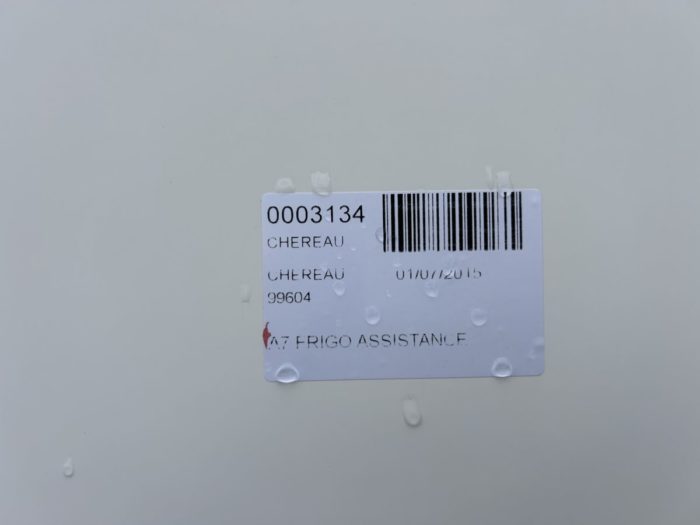 0003134
CHEREAU
CHEREAU 01/07/2015
99604
A7 FRIGO ASSISTANCE